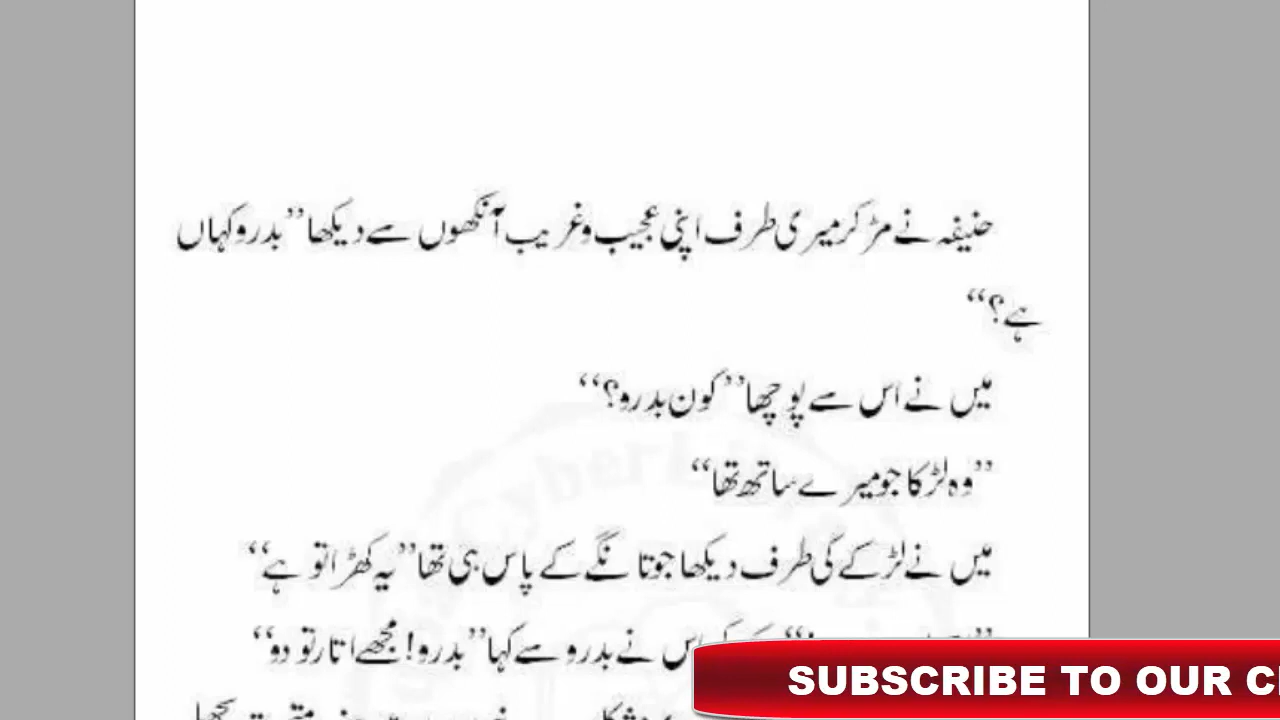 حنیفہ نے مڑ کر میری طرف اپنی عجیب و غریب آنکھوں سے دیکھا ’’بدرو کہاں
ہے؟‘‘
میں نے اس سے پوچھا ’’کون بدرو؟‘‘
’’وہ لڑکا جو میرے ساتھ تھا‘‘
میں نے لڑکے کی طرف دیکھا جو تانگے کے پاس ہی تھا ’’یہ کھڑا تو ہے‘‘
اس نے بدرو سے کہا ’’بدرو! مجھے اتار تو دو‘‘
SUBSCRIBE TO OUR C